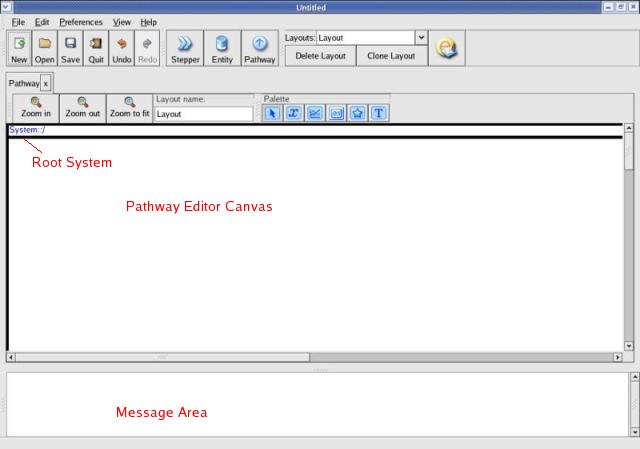 Untitled
File Edit Preferences View Help
New Open Save Quit Undo Redo Stepper Entity Pathway
Layouts: Layout
Delete Layout Clone Layout
Pathway x
Zoom in Zoom out Zoom to fit
Layout name:
Layout
Palette
T
System::/
Root System
Pathway Editor Canvas
Message Area